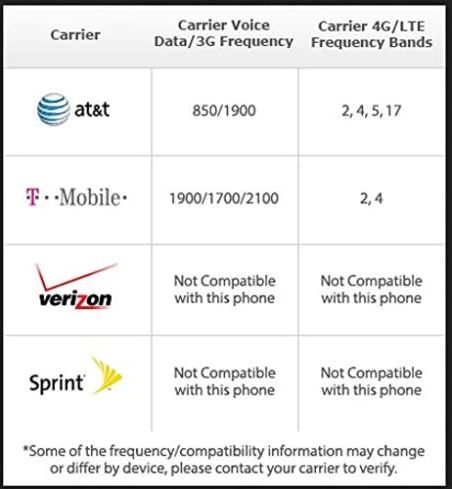 Carrier
Carrier Voice
Data/3G Frequency
Carrier 4G/LTE
Frequency Bands
at&t
850/1900
2, 4, 5, 17
T··Mobile·
1900/1700/2100
2, 4
verizon
Not Compatible
with this phone
Not Compatible
with this phone
Sprint
Not Compatible
with this phone
Not Compatible
with this phone
*Some of the frequency/compatibility information may change
or differ by device, please contact your carrier to verify.